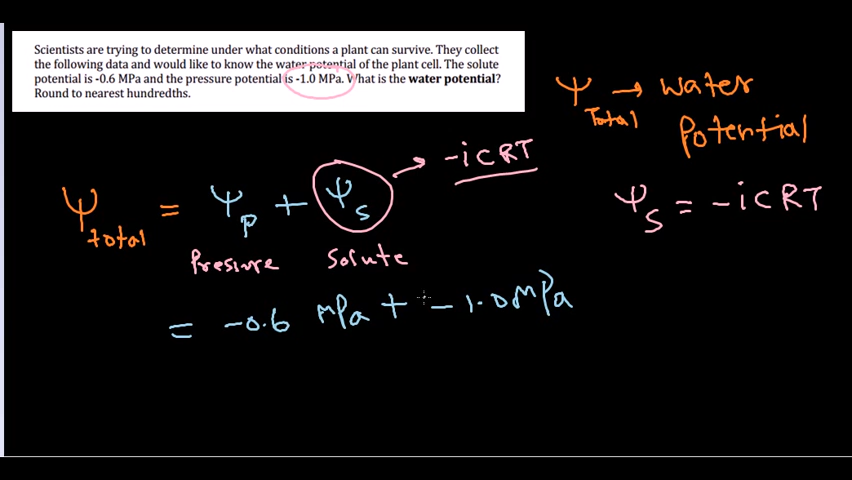 Scientists are trying to determine under what conditions a plant can survive. They collect
the following data and would like to know the water potential of the plant cell. The solute
potential is -0.6 MPa and the pressure potential is -1.0 MPa. What is the water potential?
Round to nearest hundredths.
Ψ Total → Water
Potential
-iCRT
Ψ total = Ψ P + Ψ S
Ψ S = -iCRT
Pressure Solute
= -0.6 MPa + -1.0 MPa